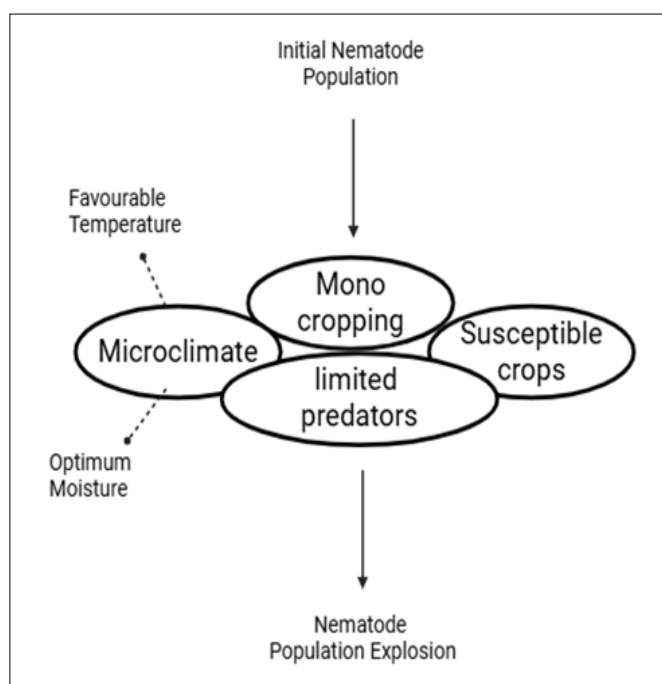 Initial Nematode
Population
Favourable
Temperature
Mono
cropping
Microclimate
Susceptible
crops
limited
predators
Optimum
Moisture
Nematode
Population Explosion